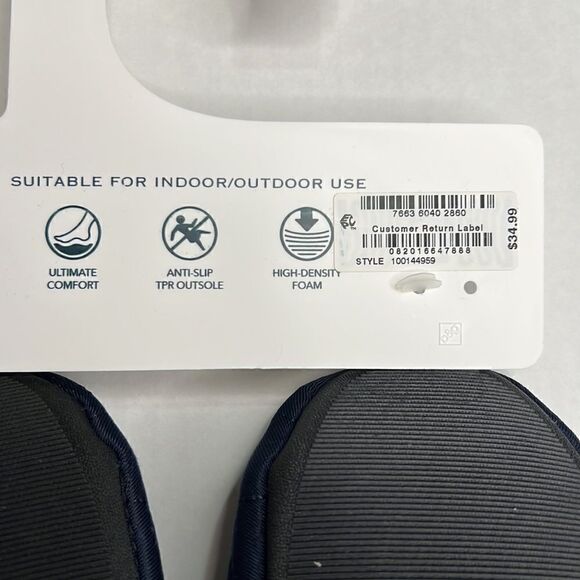 SUITABLE FOR INDOOR/OUTDOOR USE
ULTIMATE
COMFORT
ANTI-SLIP
TPR OUTSOLE
HIGH-DENSITY
FOAM
7663 6040 2860
Customer Return Label
082016647888
STYLE 100144959
$34.99